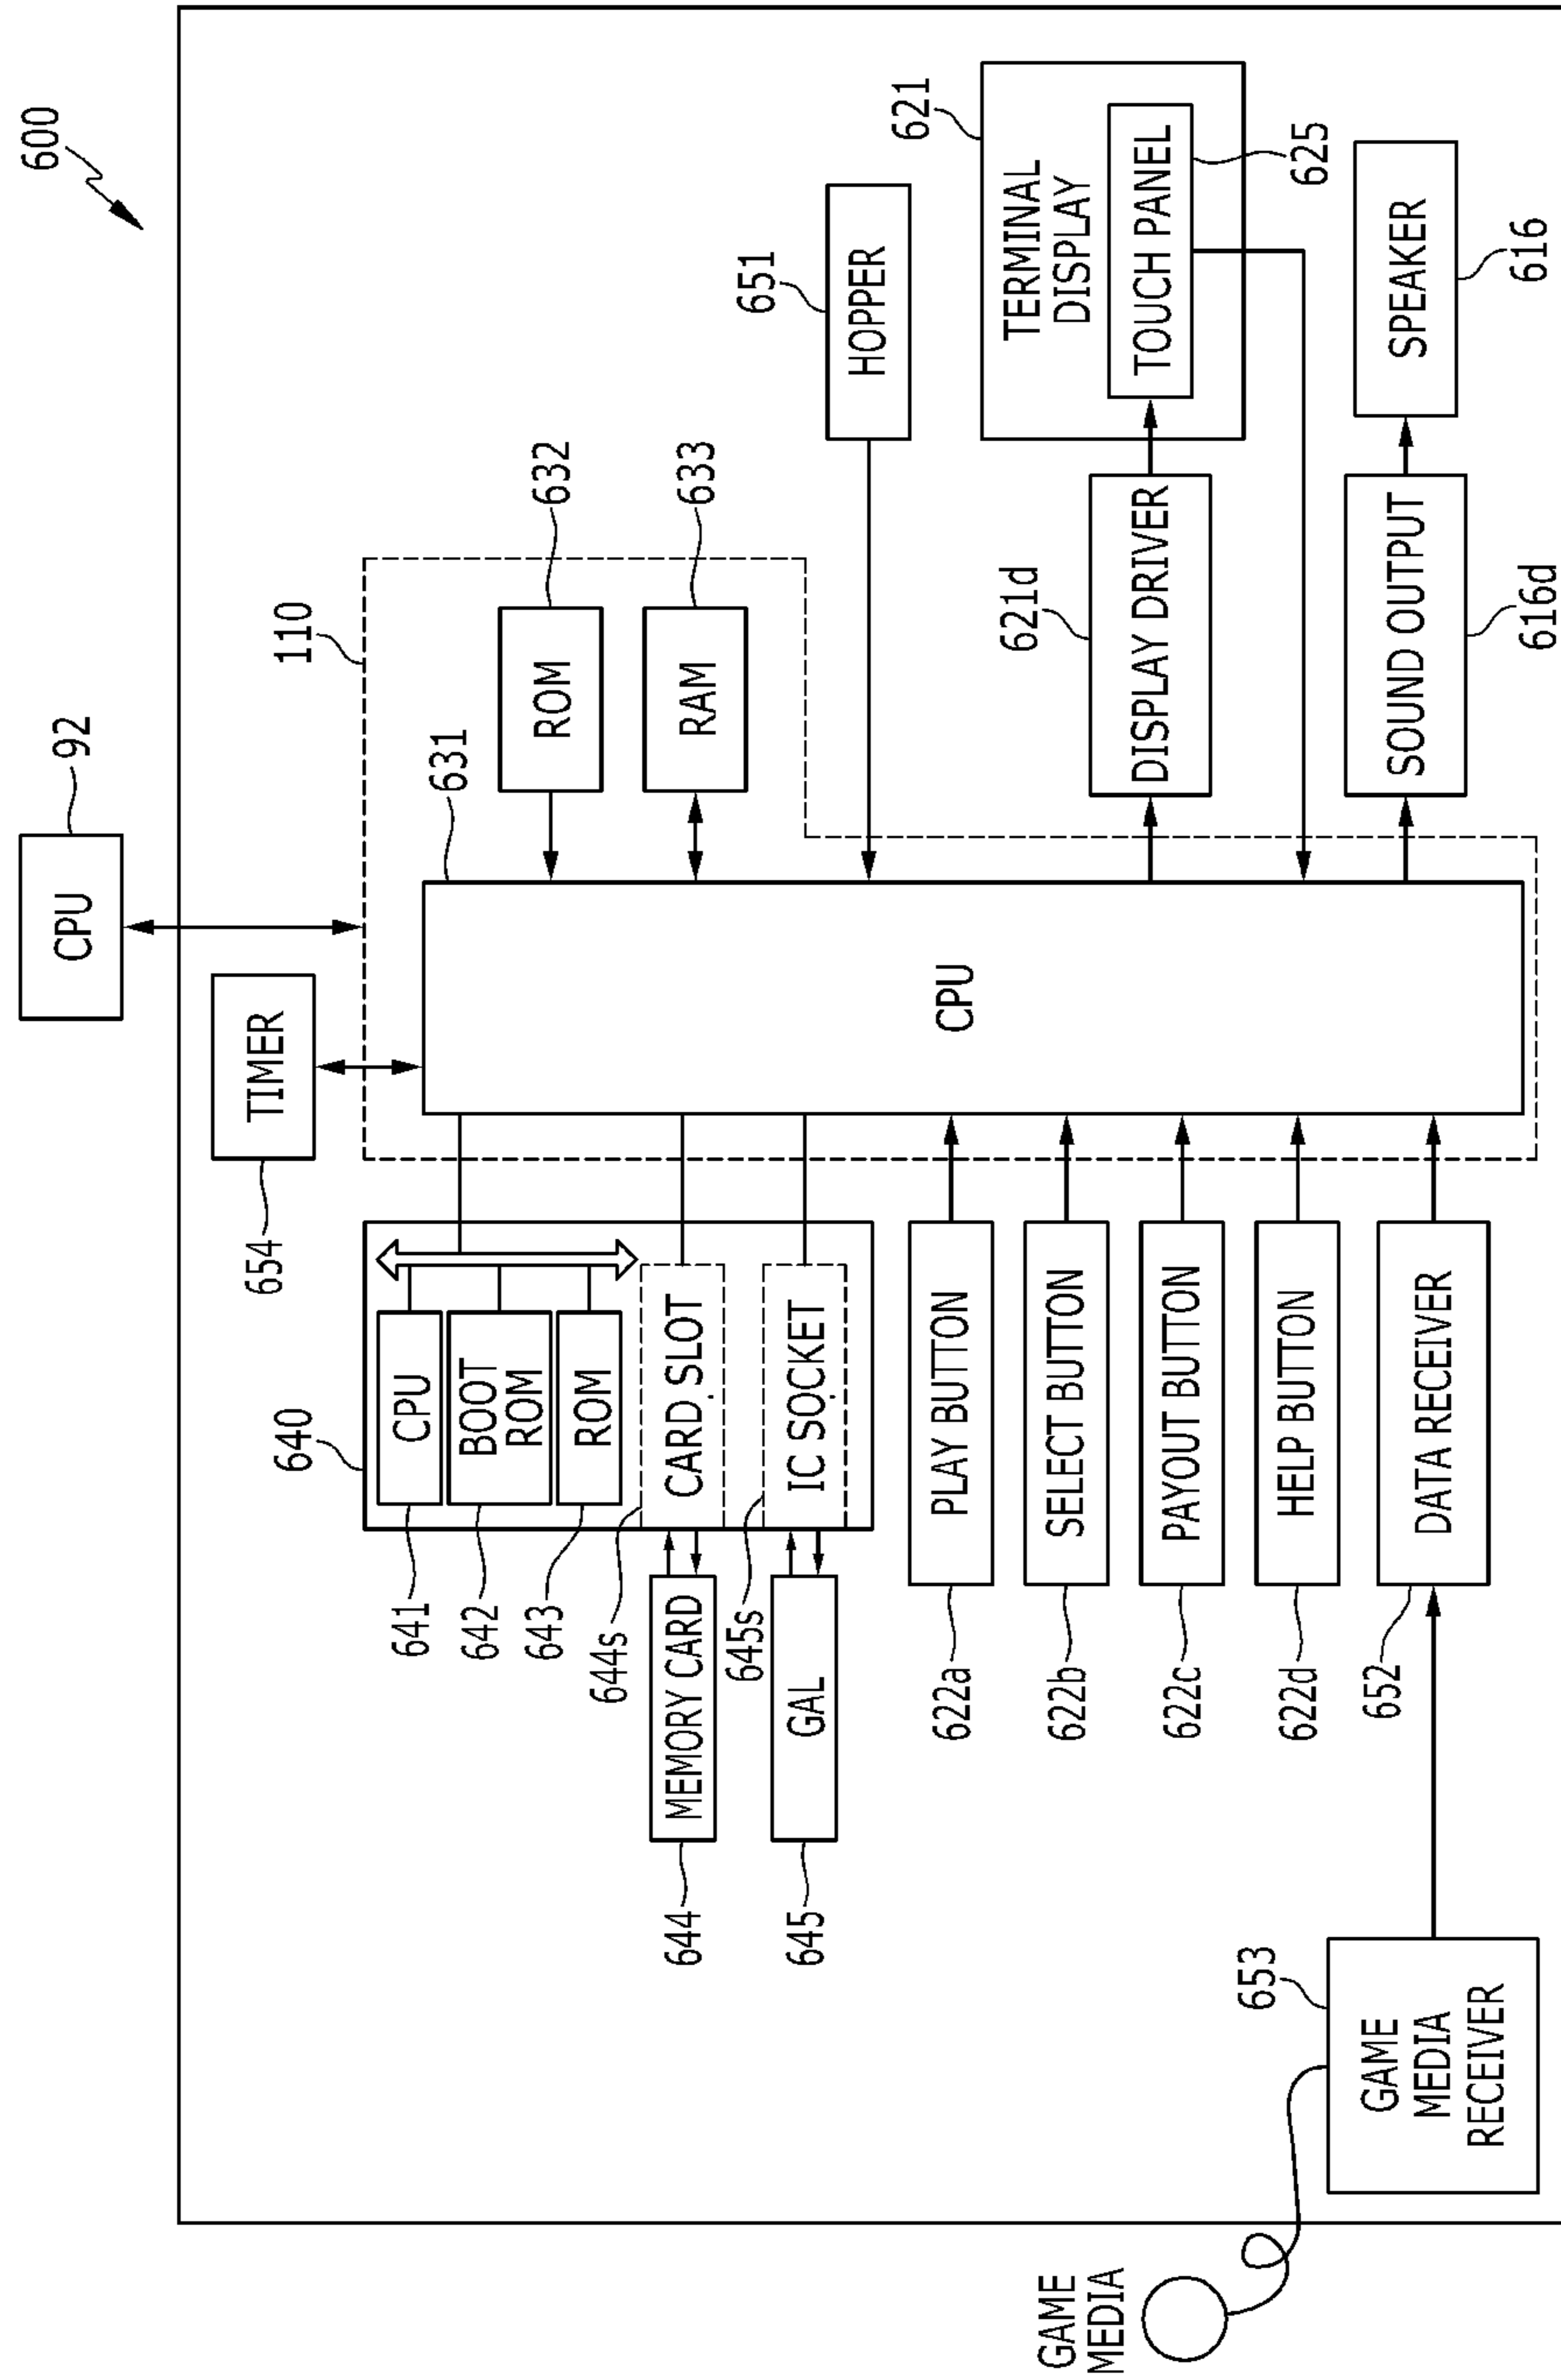 600
CPU
92
TIMER
654
110
631
ROM
632
RAM
633
HOPPER
651
CPU
640
CPU
641
BOOT
ROM
642
ROM
643
CARD SLOT
644s
MEMORY CARD
644
IC SOCKET
645s
GAL
645
PLAY BUTTON
622a
SELECT BUTTON
622b
PAYOUT BUTTON
622c
HELP BUTTON
622d
DATA RECEIVER
652
TERMINAL
DISPLAY
621
TOUCH PANEL
625
DISPLAY DRIVER
621d
SOUND OUTPUT
616d
SPEAKER
616
GAME
MEDIA
RECEIVER
653
GAME
MEDIA